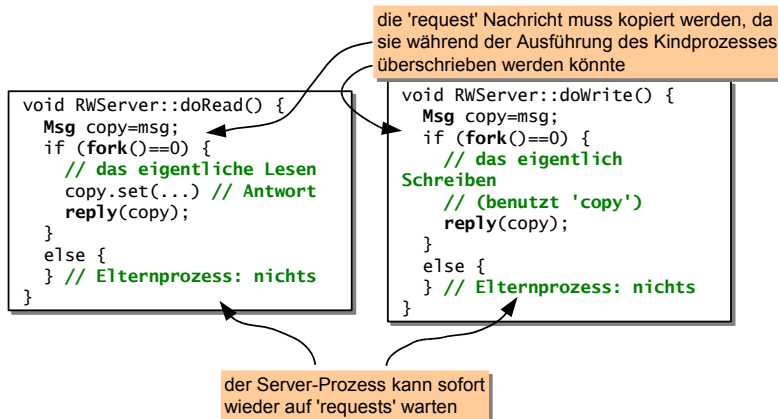 die 'request' Nachricht muss kopiert werden, da
sie während der Ausführung des Kindprozesses
überschrieben werden könnte
void RWServer::doRead() {
Msg copy=msg;
if (fork()==0) {
// das eigentliche Lesen
copy.set(...) // Antwort
reply(copy);
}
else {
} // Elternprozess: nichts
}
void RWServer::doWrite() {
Msg copy=msg;
if (fork()==0) {
// das eigentlich
Schreiben
// (benutzt 'copy')
reply(copy);
}
else {
} // Elternprozess: nichts
}
der Server-Prozess kann sofort
wieder auf 'requests' warten